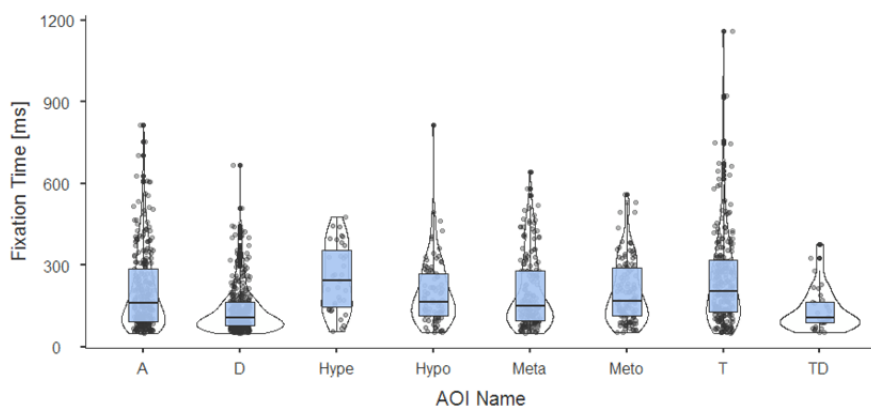 Fixation Time [ms]
1200
900
600
300
0
A D Hype Hypo Meta Meto T TD
AOI Name